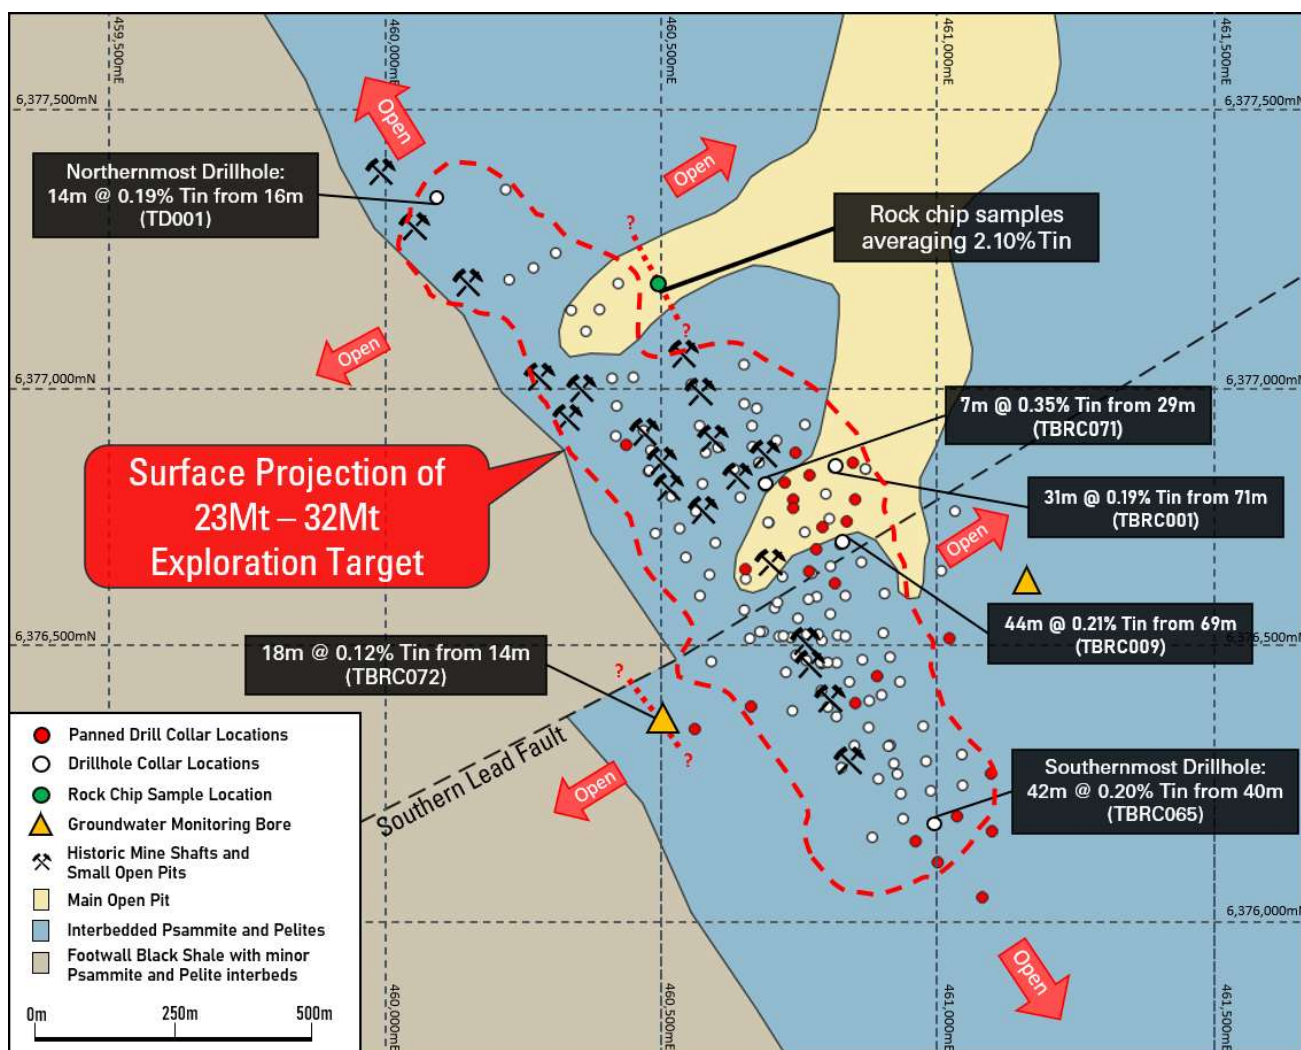 459,500mE
460,000mE
460,500mE
461,000mE
461,500mE
6,377,500mN
6,377,500mN
Open
Open
Northernmost Drillhole:
14m @ 0.19% Tin from 16m
(TD001)
Rock chip samples
averaging 2.10% Tin
?
?
Open
6,377,000mN
6,377,000mN
7m @ 0.35% Tin from 29m
(TBRC071)
Surface Projection of
23Mt – 32Mt
Exploration Target
31m @ 0.19% Tin from 71m
(TBRC001)
Open
44m @ 0.21% Tin from 69m
(TBRC009)
6,376,500mN
6,376,500mN
18m @ 0.12% Tin from 14m
(TBRC072)
?
?
Southern Lead Fault
Open
Southernmost Drillhole:
42m @ 0.20% Tin from 40m
(TBRC065)
Panned Drill Collar Locations
Drillhole Collar Locations
Rock Chip Sample Location
Groundwater Monitoring Bore
Historic Mine Shafts and
Small Open Pits
Main Open Pit
Interbedded Psammite and Pelites
Footwall Black Shale with minor
Psammite and Pelite interbeds
0m 250m 500m
6,376,000mN
Open
460,000mE
460,500mE
461,000mE
461,500mE